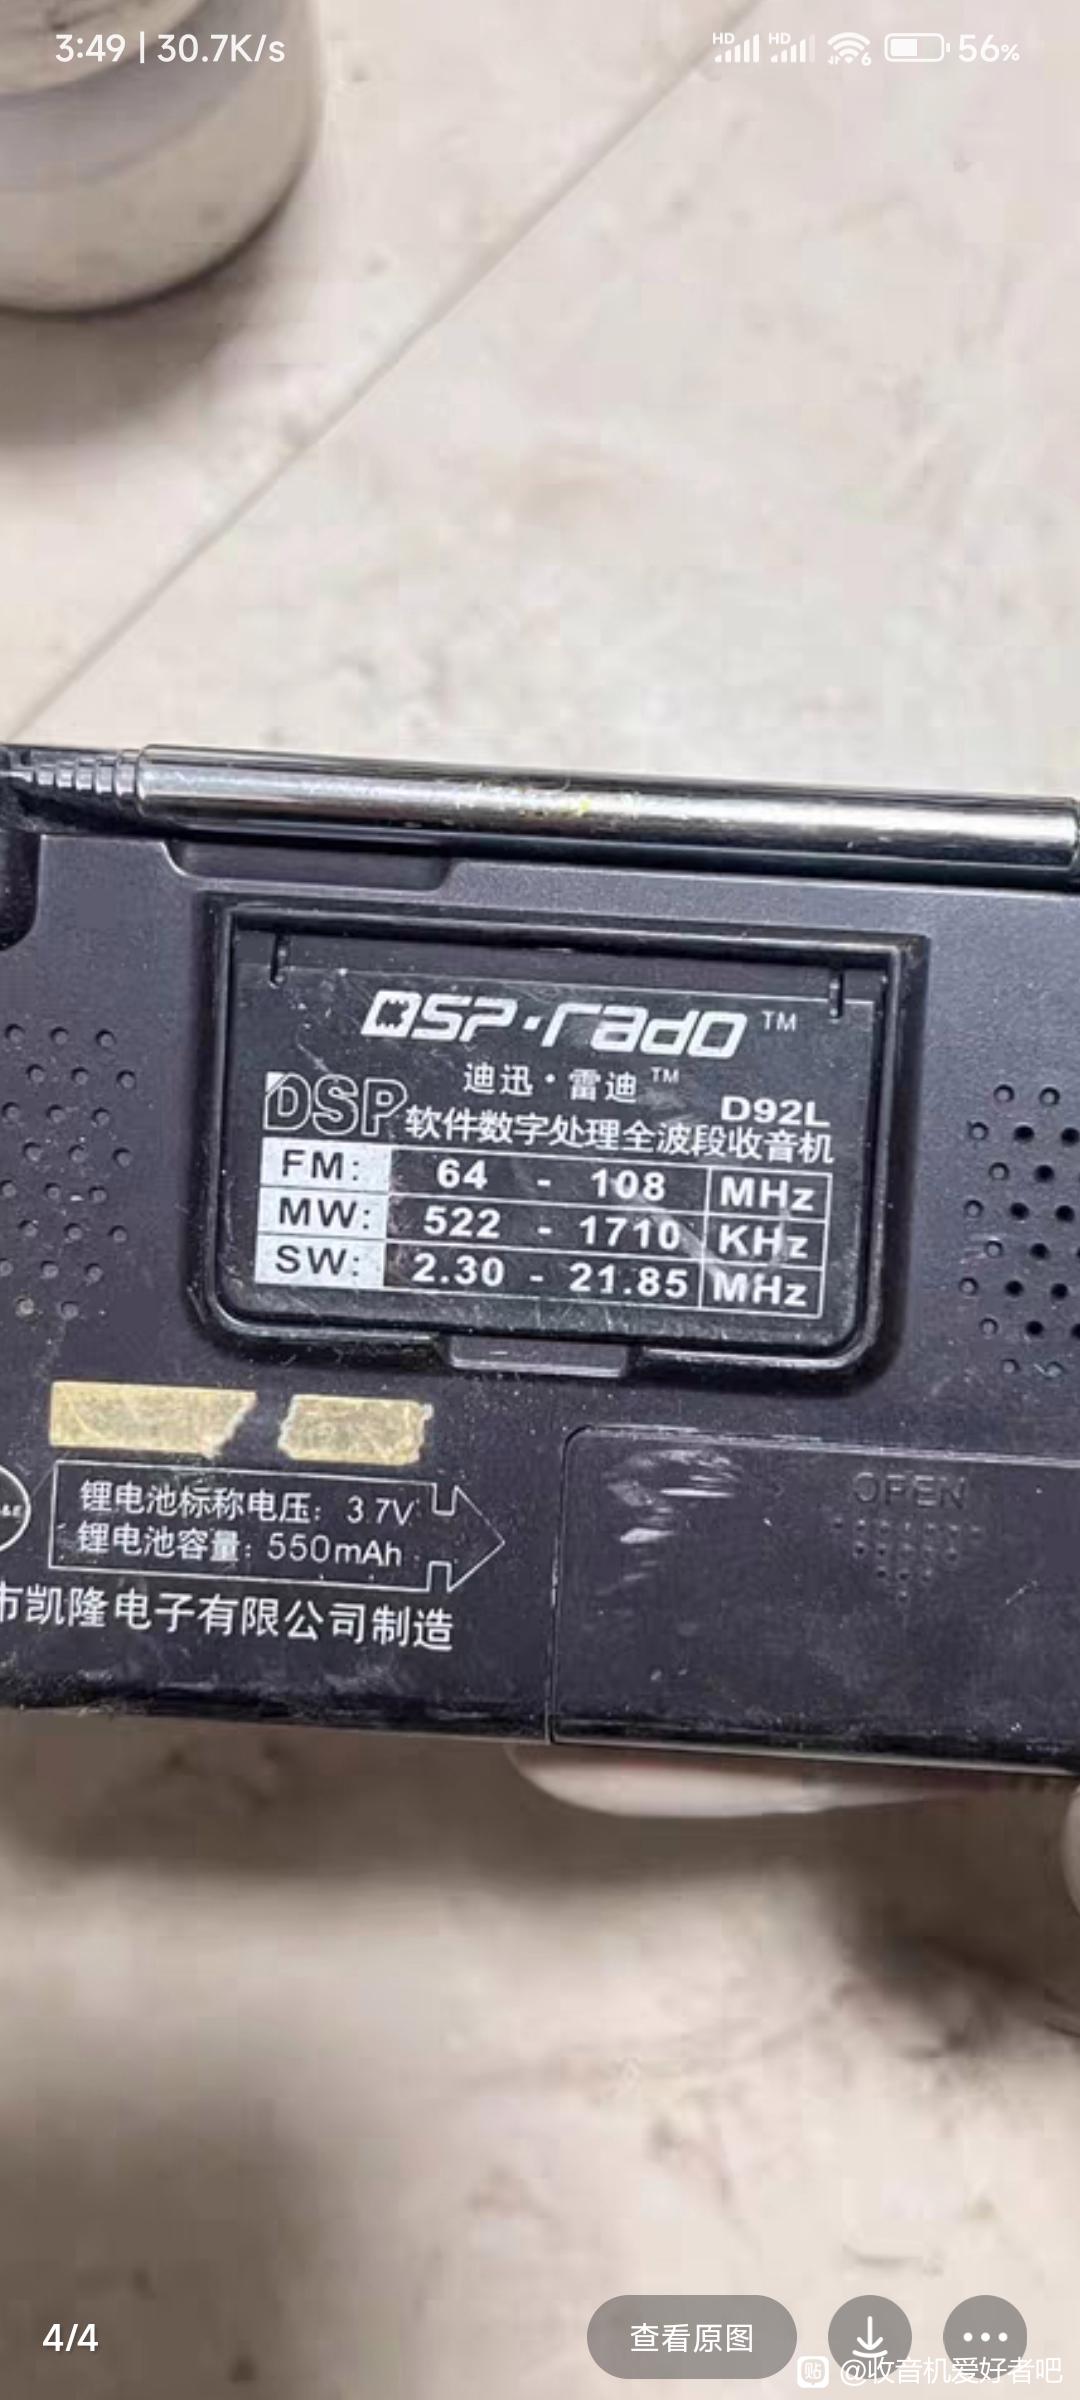 3:49 | 30.7K/s
HD HD 6 56%
DSP·rado TM
迪迅·雷迪 TM
D92L
DSP 软件数字处理全波段收音机
FM: 64 - 108 MHz
MW: 522 - 1710 KHz
SW: 2.30 - 21.85 MHz
OPEN
锂电池标称电压: 3.7V
锂电池容量: 550mAh
市凯隆电子有限公司制造
4/4
查看原图
贴 @收音机爱好者吧